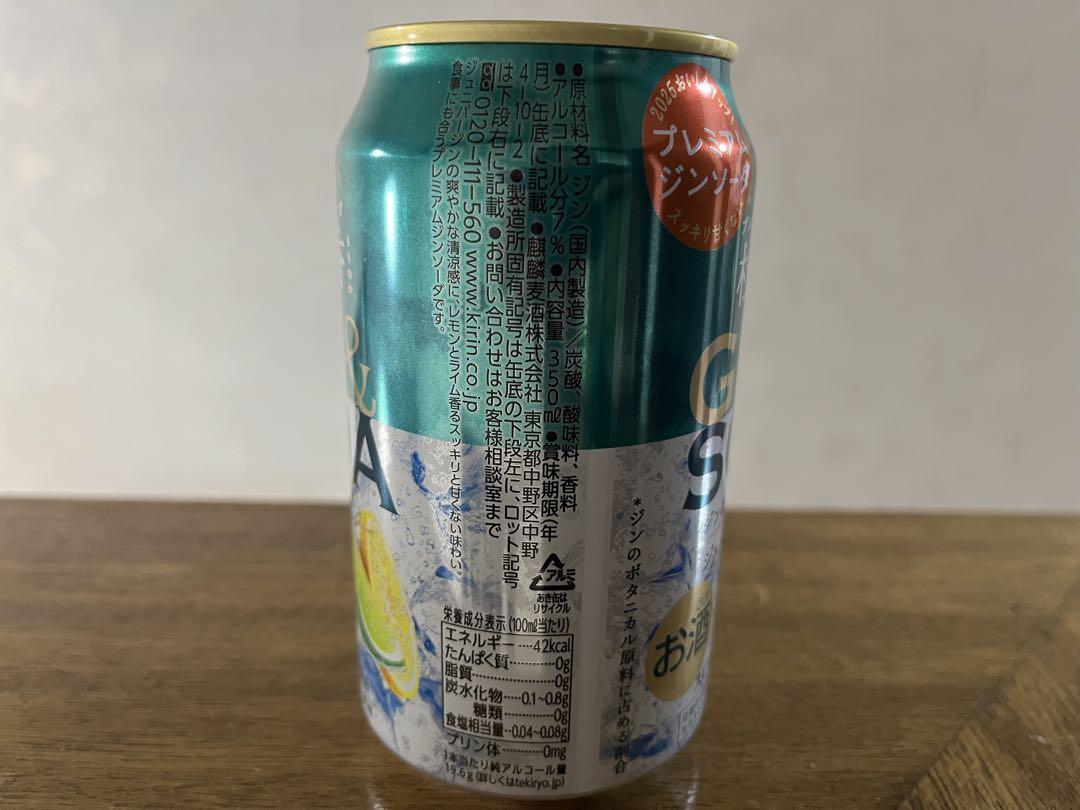 ●原材料名 ジン(国内製造)/炭酸、酸味料、香料
●アルコール分7% ●内容量 350㎖ ●賞味期限(年
月)缶底に記載 ●麒麟麦酒株式会社 東京都中野区中野
4-10-2 ●製造所固有記号は缶底の下段左に、ロット記号
は下段右に記載 ●お問い合わせはお客様相談室まで
0120-111-560 www.kirin.co.jp
ジュニパージンの爽やかな清涼感に、レモンとライム香るスッキリと甘くない味わい。
食事にも合うプレミアムジンソーダです。
アルミ
あき缶は
リサイクル
栄養成分表示(100㎖当たり)
エネルギー‥‥42kcal
たんぱく質‥‥‥‥0g
脂質‥‥‥‥‥‥0g
炭水化物‥‥0.1~0.8g
糖類‥‥‥‥0g
食塩相当量‥0.04~0.08g
プリン体‥‥‥‥0mg
1本当たり純アルコール量
19.6g(詳しくはtekiryo.jp)
&
A
プレミアム
ジンソーダ
G
S
*ジンのボタニカル原料に占める割合
お酒